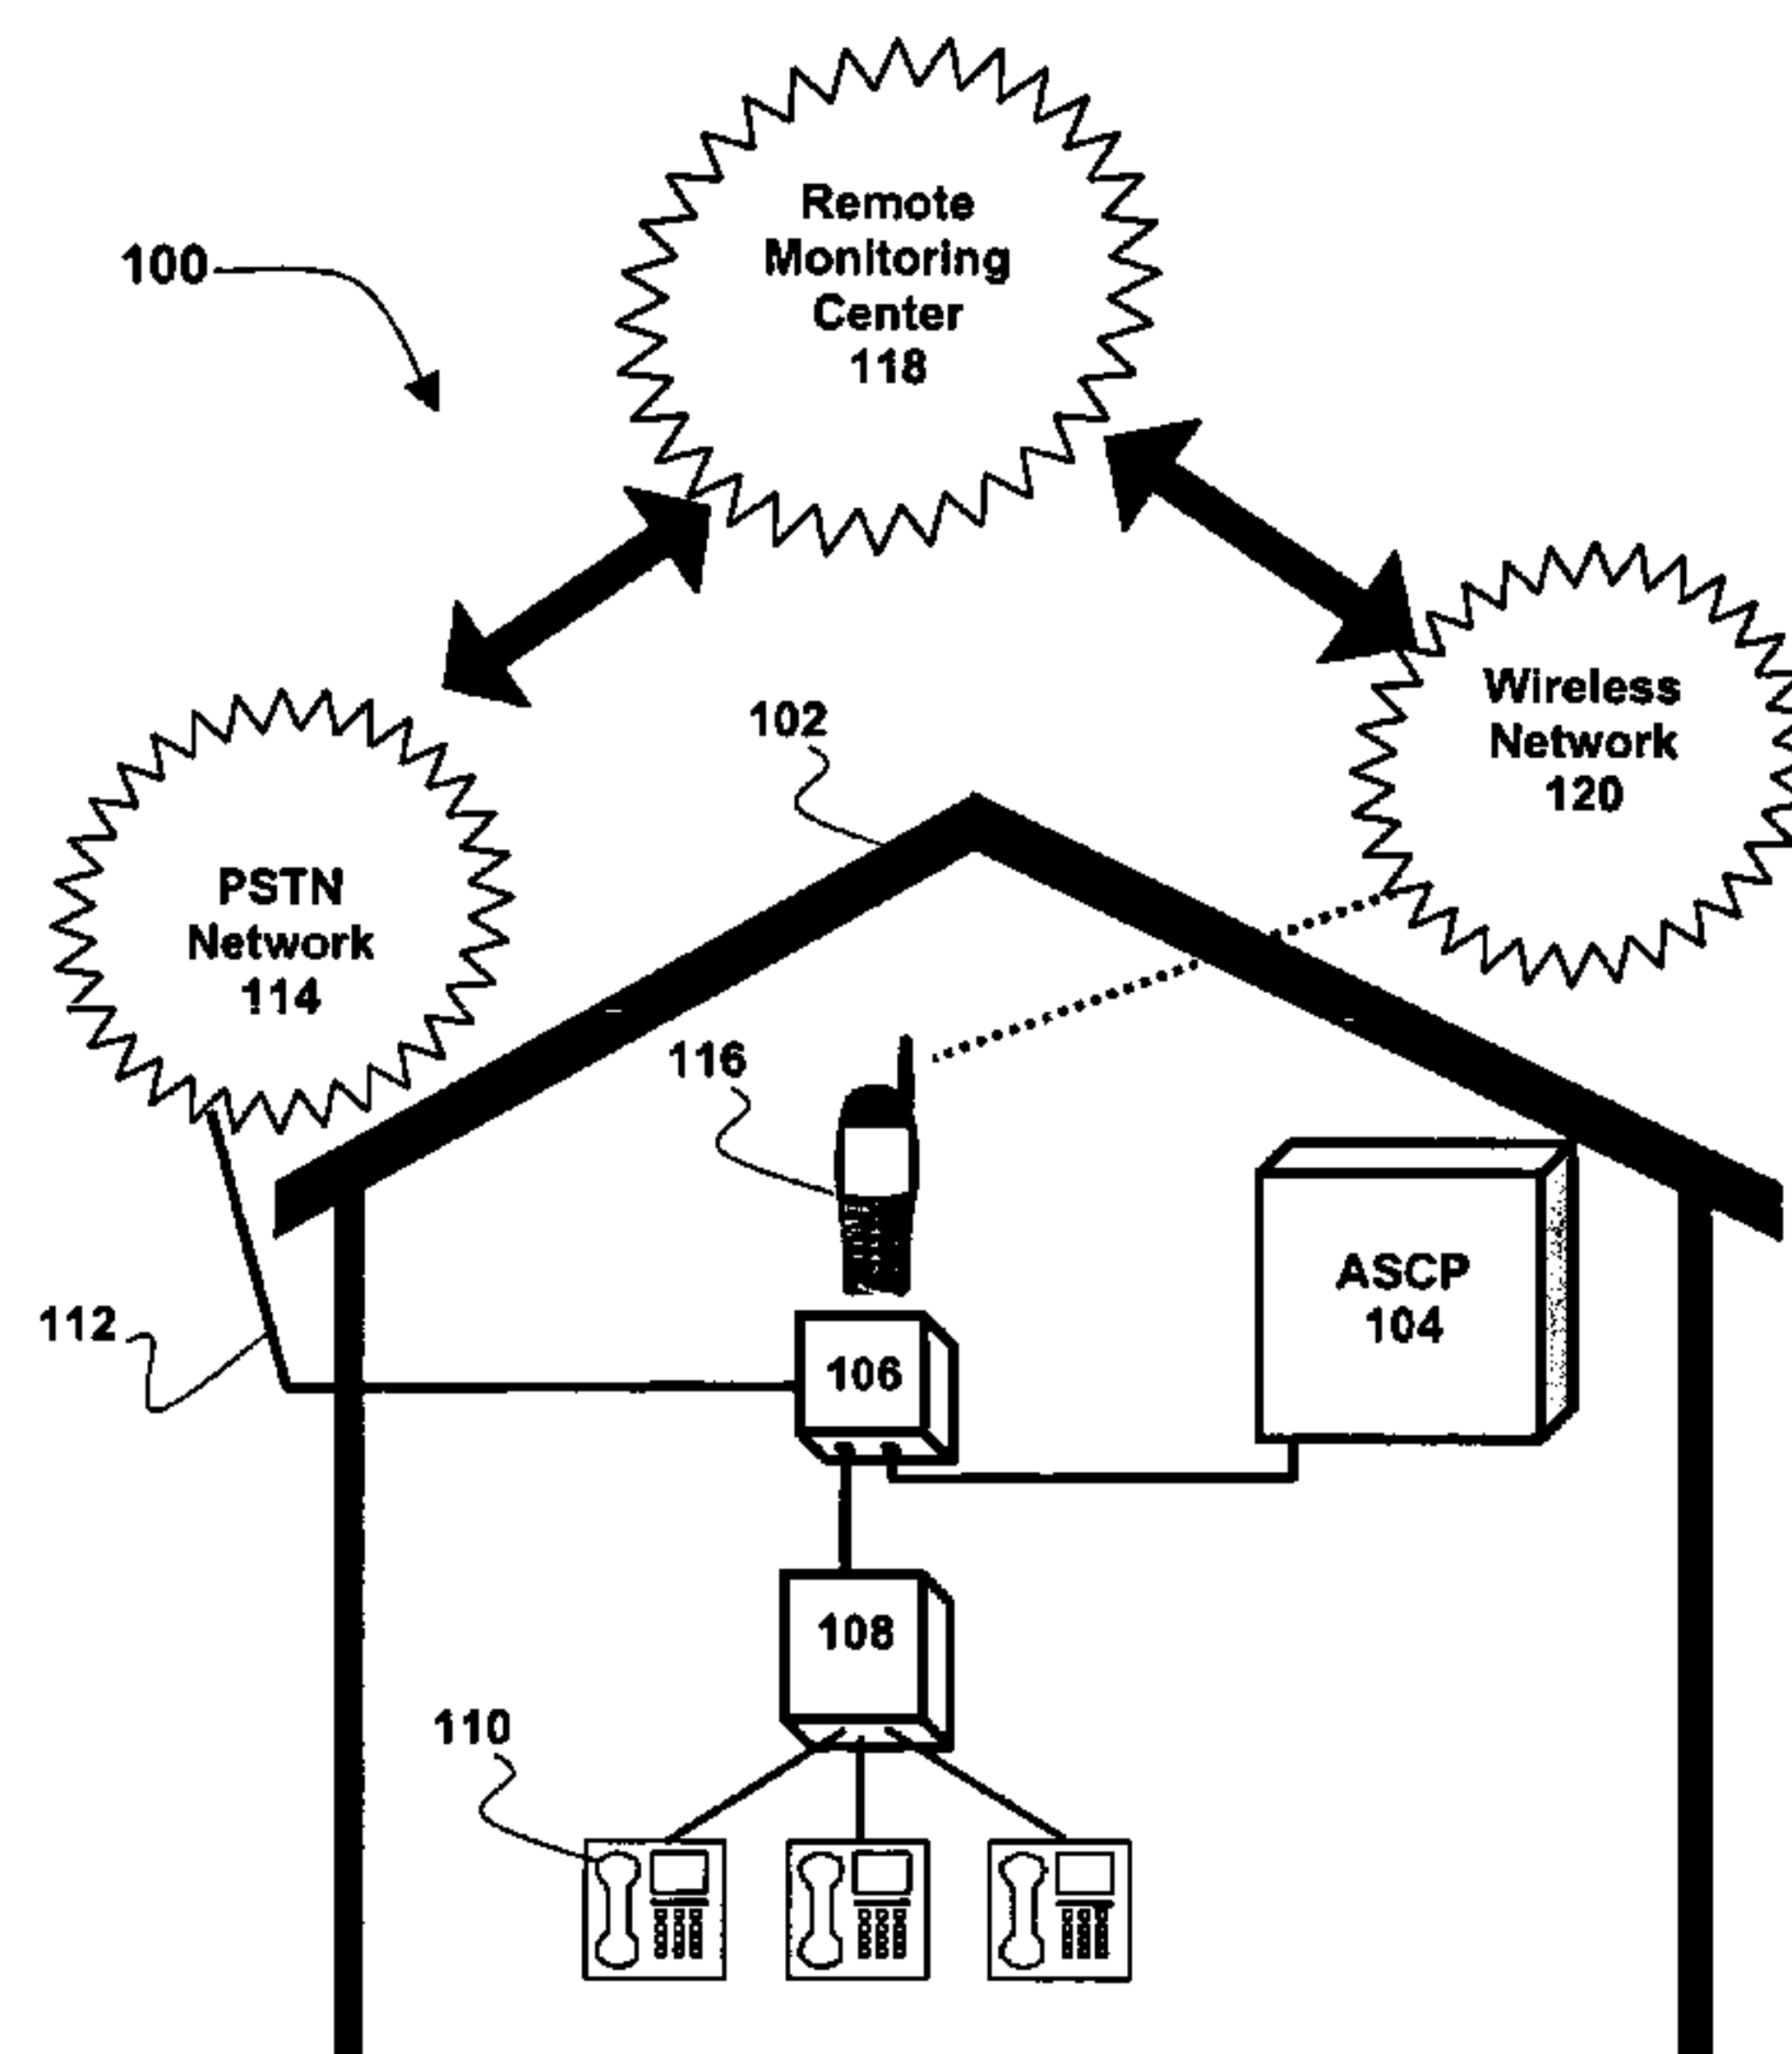 Remote
Monitoring
Center
118
100
Wireless
Network
120
102
PSTN
Network
114
116
ASCP
104
112
106
108
110